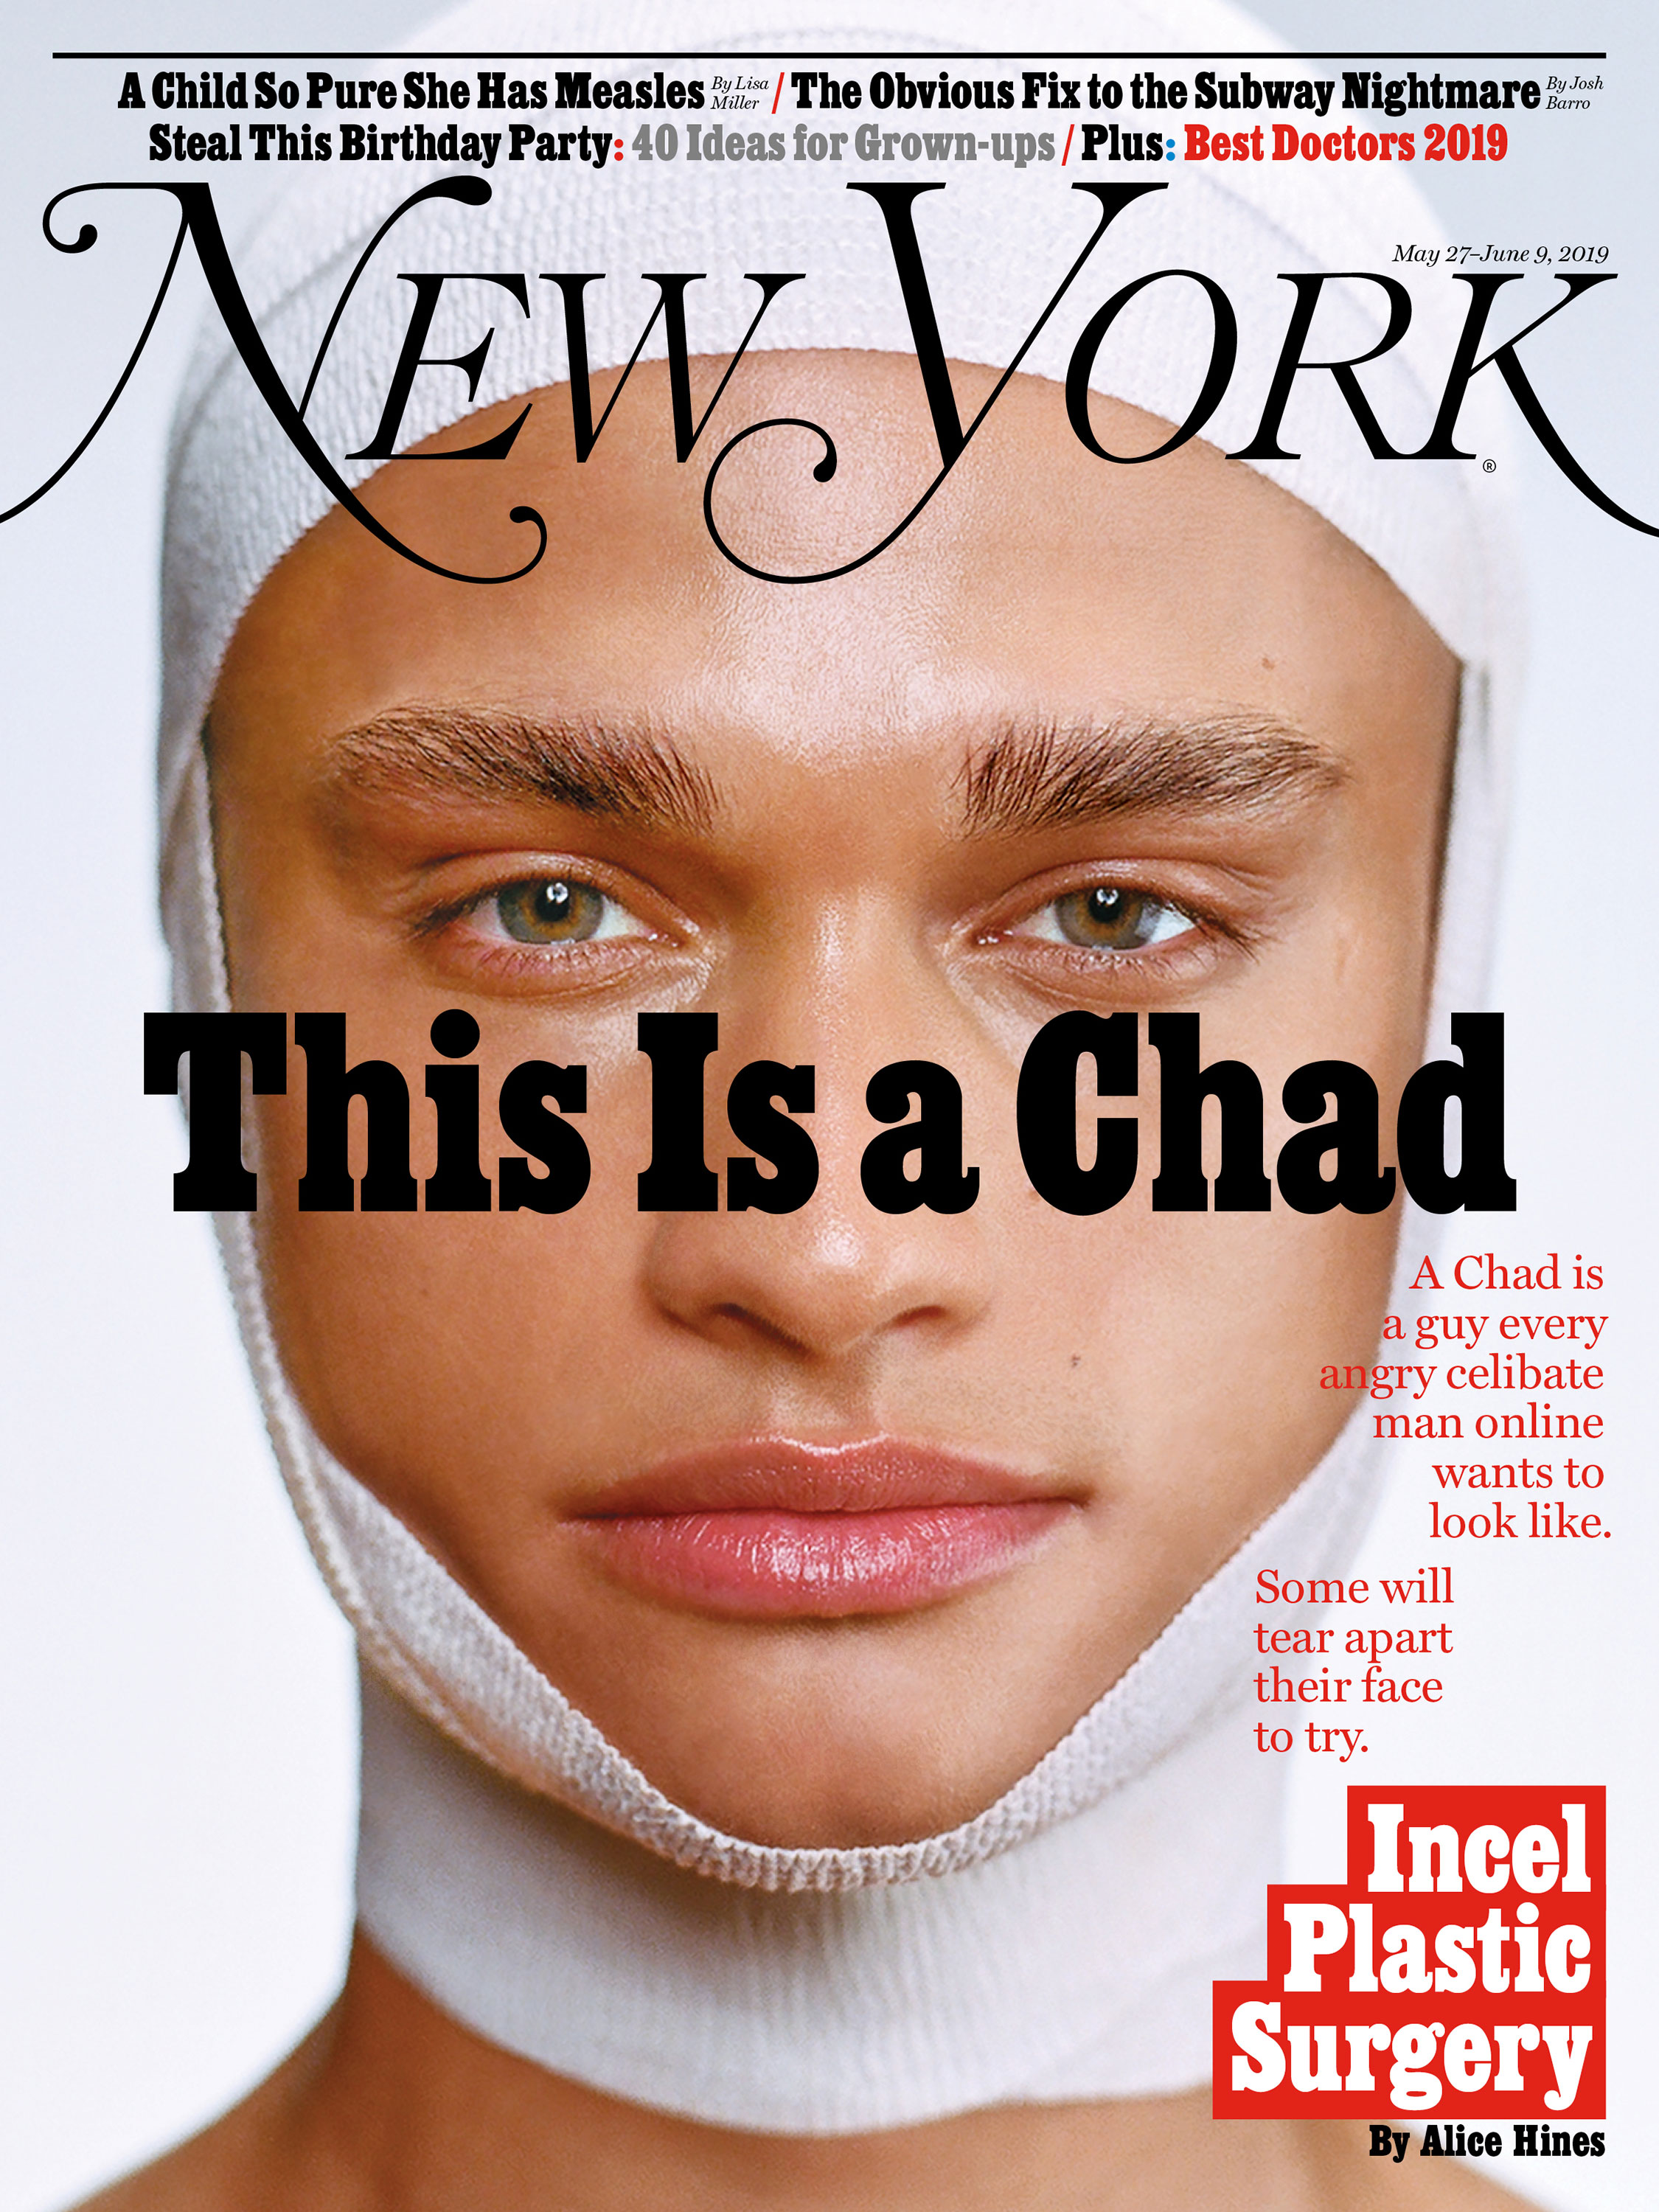 A Child So Pure She Has Measles By Lisa Miller / The Obvious Fix to the Subway Nightmare By Josh Barro
Steal This Birthday Party: 40 Ideas for Grown-ups / Plus: Best Doctors 2019
May 27–June 9, 2019
NEW YORK®
This Is a Chad
A Chad is
a guy every
angry celibate
man online
wants to
look like.
Some will
tear apart
their face
to try.
Incel
Plastic
Surgery
By Alice Hines